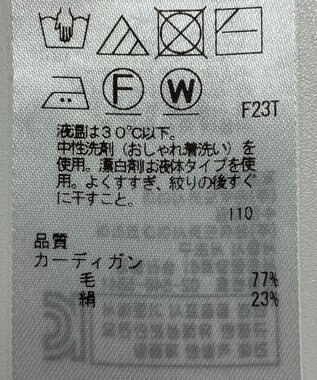 F W
F23T
液温は30℃以下。
中性洗剤（おしゃれ着洗い）を
使用。漂白剤は液体タイプを使
用。よくすすぎ、絞りの後すぐ
に干すこと。
110
品質
カーディガン
毛 77%
絹 23%